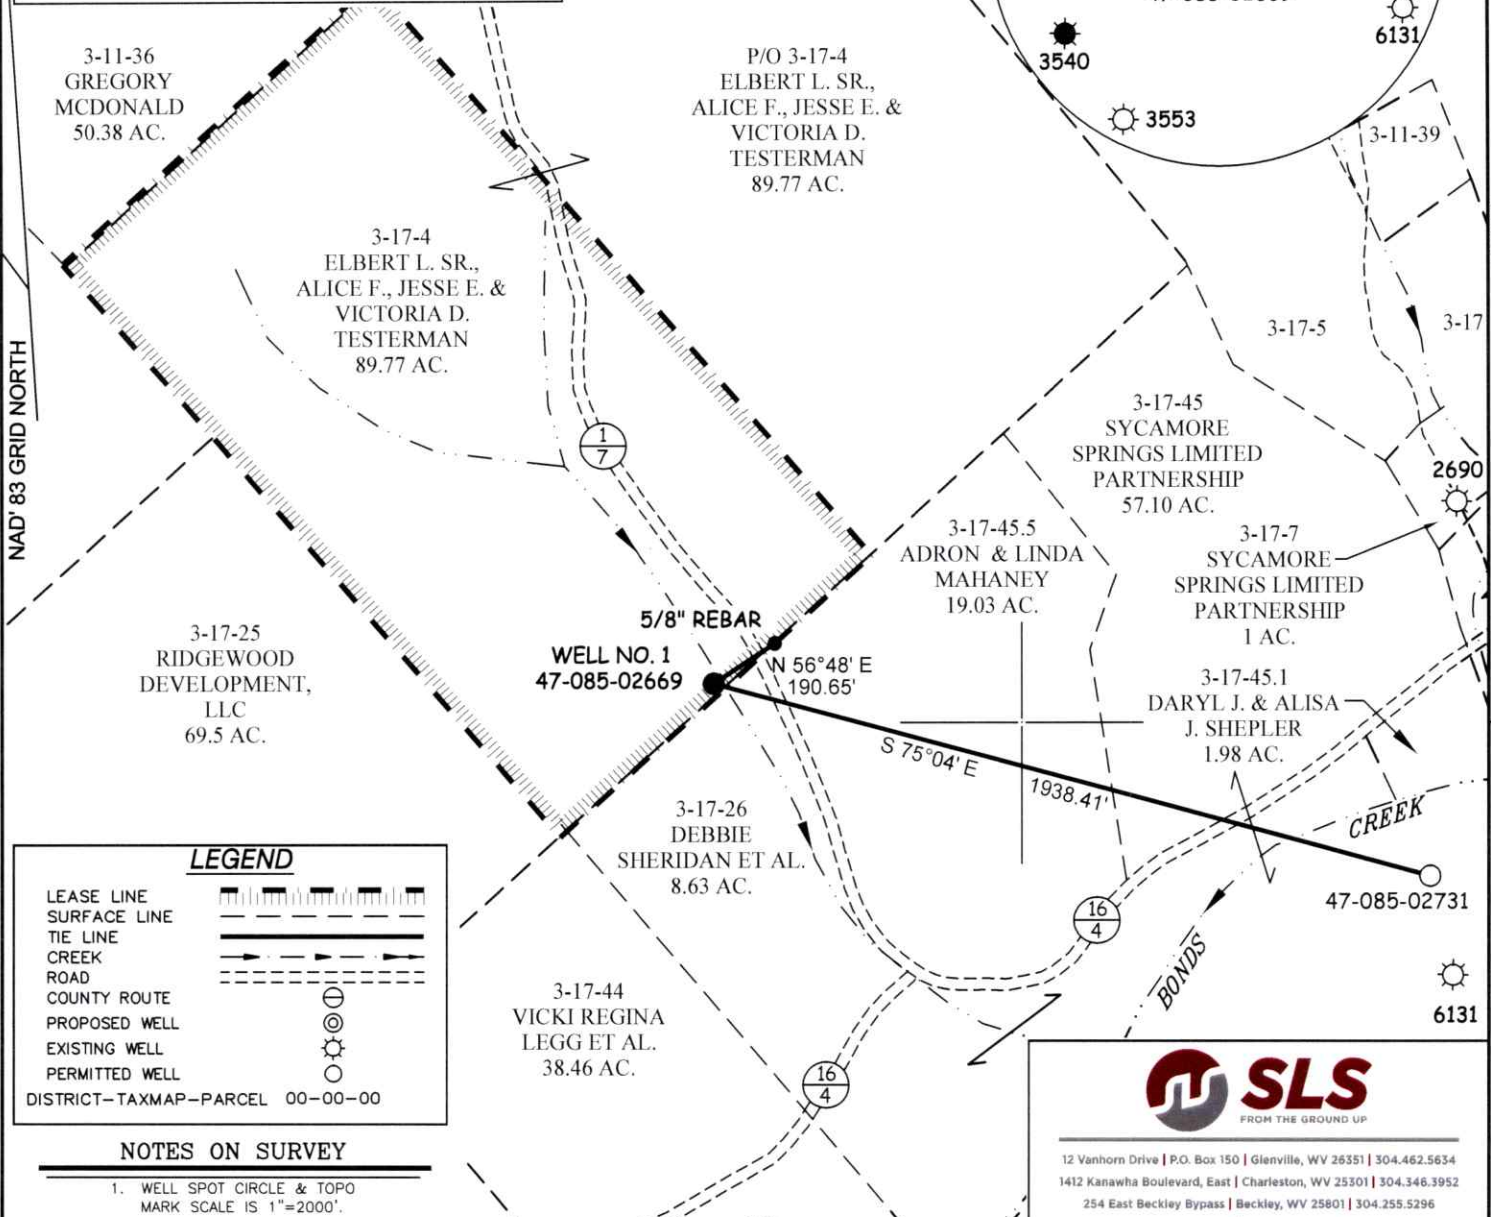 3-11-36
GREGORY
MCDONALD
50.38 AC.
P/O 3-17-4
ELBERT L. SR.,
ALICE F., JESSE E. &
VICTORIA D.
TESTERMAN
89.77 AC.
3540
6131
3553
3-11-39
3-17-4
ELBERT L. SR.,
ALICE F., JESSE E. &
VICTORIA D.
TESTERMAN
89.77 AC.
3-17-5
3-17
NAD' 83 GRID NORTH
1
7
3-17-45
SYCAMORE
SPRINGS LIMITED
PARTNERSHIP
57.10 AC.
2690
3-17-45.5
ADRON & LINDA
MAHANEY
19.03 AC.
3-17-7
SYCAMORE
SPRINGS LIMITED
PARTNERSHIP
1 AC.
3-17-25
RIDGEWOOD
DEVELOPMENT,
LLC
69.5 AC.
5/8" REBAR
WELL NO. 1
47-085-02669
N 56°48' E
190.65'
3-17-45.1
DARYL J. & ALISA
J. SHEPLER
1.98 AC.
S 75°04' E
1938.41'
3-17-26
DEBBIE
SHERIDAN ET AL.
8.63 AC.
CREEK
BONDS
47-085-02731
16
4
6131
3-17-44
VICKI REGINA
LEGG ET AL.
38.46 AC.
16
4
LEGEND
LEASE LINE
SURFACE LINE
TIE LINE
CREEK
ROAD
COUNTY ROUTE
PROPOSED WELL
EXISTING WELL
PERMITTED WELL
DISTRICT-TAXMAP-PARCEL 00-00-00
NOTES ON SURVEY
1. WELL SPOT CIRCLE & TOPO
MARK SCALE IS 1"=2000'.
SLS
FROM THE GROUND UP
12 Vanhorn Drive | P.O. Box 150 | Glenville, WV 26351 | 304.462.5634
1412 Kanawha Boulevard, East | Charleston, WV 25301 | 304.346.3952
254 East Beckley Bypass | Beckley, WV 25801 | 304.255.5296